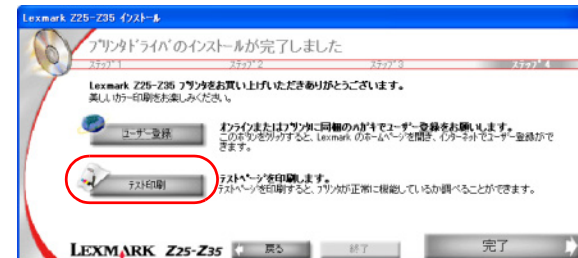 Lexmark Z25-Z35 インストール
プリンタドライバのインストールが完了しました
ステップ 1 ステップ 2 ステップ 3 ステップ 4
Lexmark Z25-Z35 プリンタをお買い上げいただきありがとうございます。
美しいカラー印刷をお楽しみください。
ユーザー登録
オンラインまたはプリンタに同梱のハガキでユーザー登録をお願いします。
このボタンをクリックすると、Lexmark のホームページを開き、インターネットでユーザー登録ができます。
テスト印刷
テストページを印刷します。
テストページを印刷すると、プリンタが正常に機能しているか調べることができます。
LEXMARK Z25-Z35 戻る 終了 完了